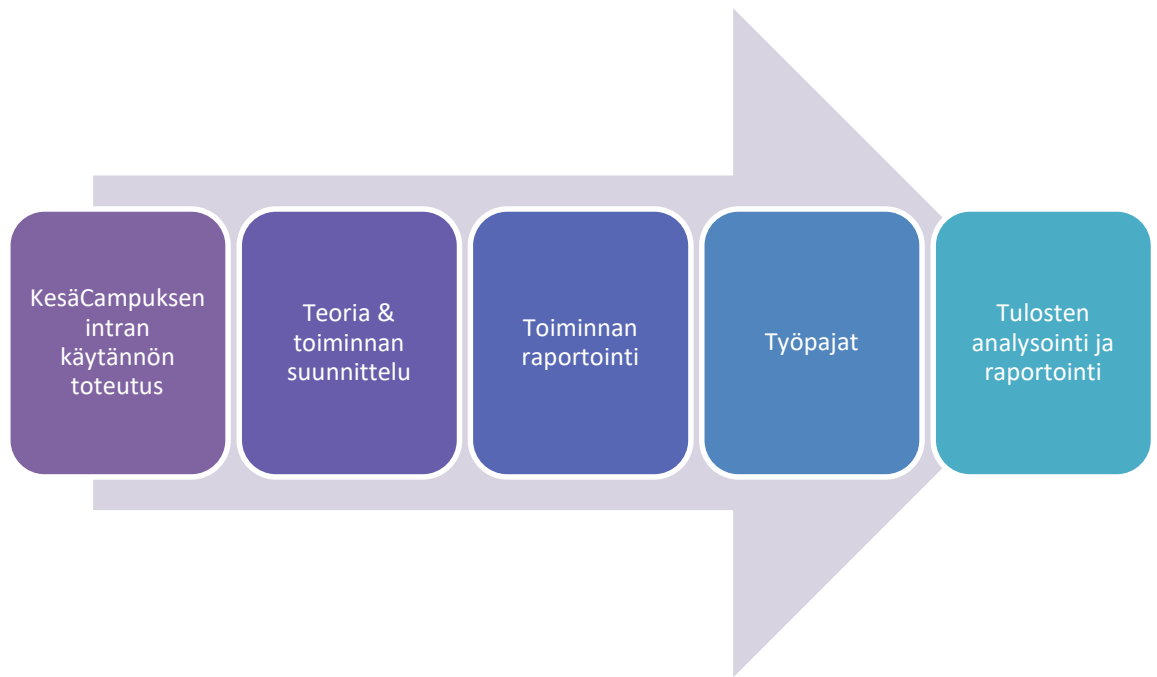 KesäCampuksen
intran
käytännön
toteutus
Teoria &
toiminnan
suunnittelu
Toiminnan
raportointi
Työpajat
Tulosten
analysointi ja
raportointi